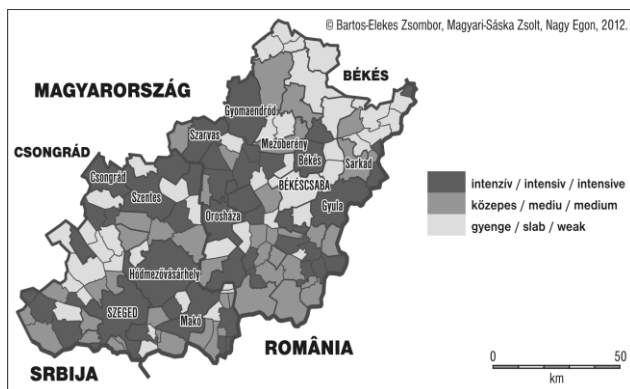 © Bartos-Elekes Zsombor, Magyari-Sáska Zsolt, Nagy Egon, 2012.
BÉKÉS
MAGYARORSZÁG
Gyomaendrőd
Szarvas
Mezőberény
CSONGRÁD
Békés
Sarkad
Csongrád
BÉKÉSCSABA
Szentes
Gyula
Orosháza
intenzív / intensiv / intensive
közepes / mediu / medium
gyenge / slab / weak
Hódmezővásárhely
SZEGED
Makó
ROMÂNIA
SRBIJA
0 50
km